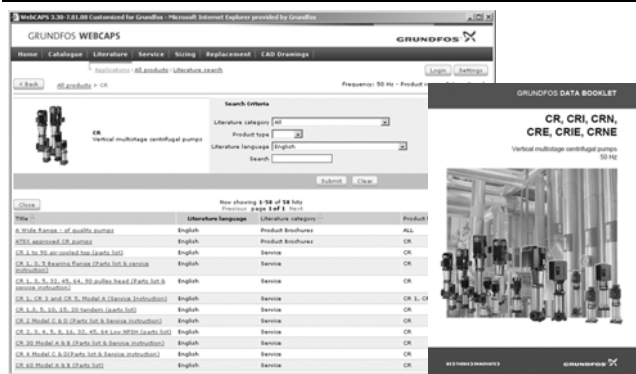 WebCAPS 3.30-7.81.08 Customized for Grundfos - Microsoft Internet Explorer provided by Grundfos
GRUNDFOS WEBCAPS
GRUNDFOS
Home | Catalogue | Literature | Service | Sizing | Replacement | CAD Drawings
Applications · All products · Literature search
Login Settings
< Back All products > CR
Frequency: 50 Hz - Product
CR
Vertical multistage centrifugal pumps
Search Criteria
Literature category All
Product type
Literature language English
Search
Submit Clear
Close
Now showing 1-58 of 58 hits
Previous page 1 of 1 Next
Title Literature language Literature category Product
A Wide Range - of quality pumps English Product Brochures ALL
ATEX approved CR pumps English Product Brochures CR
CR 2 to 90 air-cooled top (parts list) English Service CR
CR 1, 3, 5 Bearing flange (Parts list & service instruction) English Service CR
CR 1, 3, 5, 32, 45, 64, 90 pulley head (Parts list & service instruction) English Service CR
CR 1, CR 3 and CR 5, Model A (Service Instruction) English Service CR 1, CR
CR 1,3, 5, 10, 15, 20 tandem (parts list) English Service CR
CR 2 Model C & D (Parts list & Service instruction) English Service CR
CR 2, 3, 4, 5, 8, 16, 32, 45, 64 Low NPSH (parts list) English Service CR
CR 30 Model A & B (Parts list & Service instruction) English Service CR
CR 4 Model C & D(Parts list & Service instruction) English Service CR
CR 60 Model A & B (Parts list) English Service CR
GRUNDFOS DATA BOOKLET
CR, CRI, CRN,
CRE, CRIE, CRNE
Vertical multistage centrifugal pumps
50 Hz
BE > THINK > INNOVATE >
GRUNDFOS